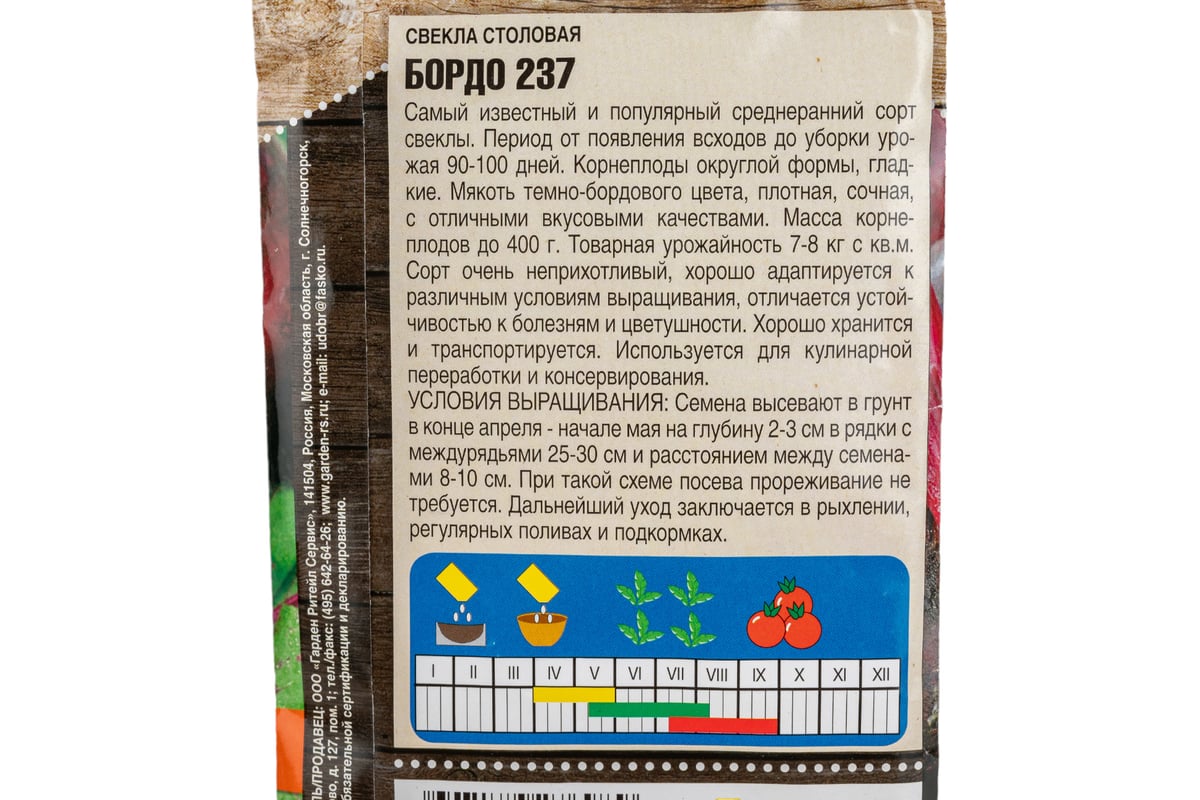 СВЕКЛА СТОЛОВАЯ
БОРДО 237
Самый известный и популярный среднеранний сорт
свеклы. Период от появления всходов до уборки уро-
жая 90-100 дней. Корнеплоды округлой формы, глад-
кие. Мякоть темно-бордового цвета, плотная, сочная,
с отличными вкусовыми качествами. Масса корне-
плодов до 400 г. Товарная урожайность 7-8 кг с кв.м.
Сорт очень неприхотливый, хорошо адаптируется к
различным условиям выращивания, отличается устой-
чивостью к болезням и цветушности. Хорошо хранится
и транспортируется. Используется для кулинарной
переработки и консервирования.
УСЛОВИЯ ВЫРАЩИВАНИЯ: Семена высевают в грунт
в конце апреля - начале мая на глубину 2-3 см в рядки с
междурядьями 25-30 см и расстоянием между семена-
ми 8-10 см. При такой схеме посева прореживание не
требуется. Дальнейший уход заключается в рыхлении,
регулярных поливах и подкормках.
I II III IV V VI VII VIII IX X XI XII
ПРОДАВЕЦ: ООО «Гарден Ритейл Сервис», 141504, Россия, Московская область, г. Солнечногорск,
д. 127, пом. 1; тел./факс: (495) 642-64-26; www.garden-rs.ru; e-mail: udobr@fasko.ru.
сертификации и декларированию.